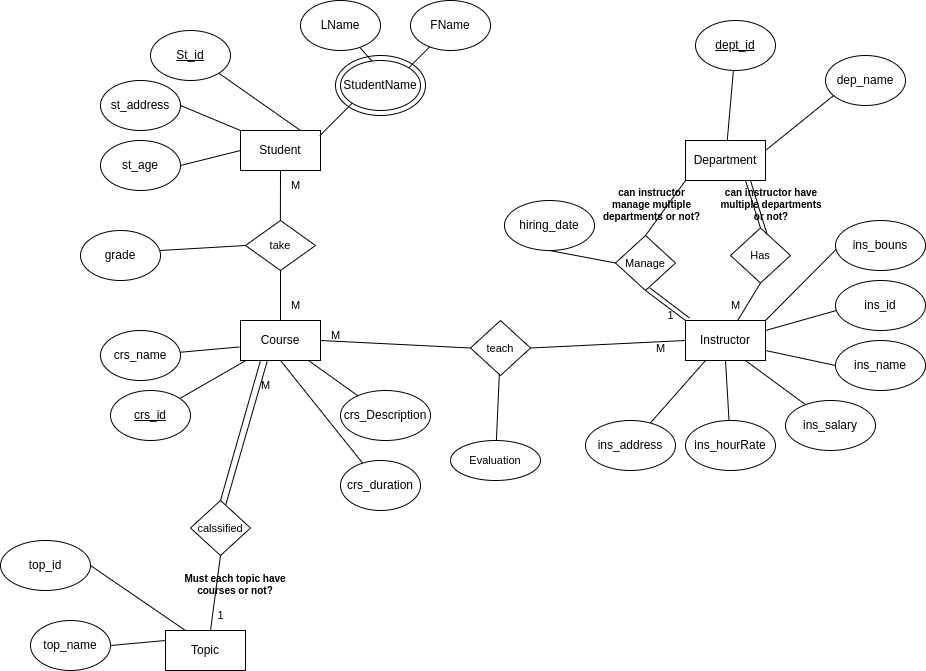 LName
FName
St_id
dept_id
StudentName
dep_name
st_address
Student
Department
st_age
M
can instructor
manage multiple
departments or not?
can instructor have
multiple departments
or not?
hiring_date
grade
take
Manage
Has
ins_bouns
M
M
1
ins_id
Course
M
teach
M
Instructor
crs_name
ins_name
M
crs_id
crs_Description
ins_salary
Evaluation
ins_address
ins_hourRate
crs_duration
calssified
top_id
Must each topic have
courses or not?
1
top_name
Topic